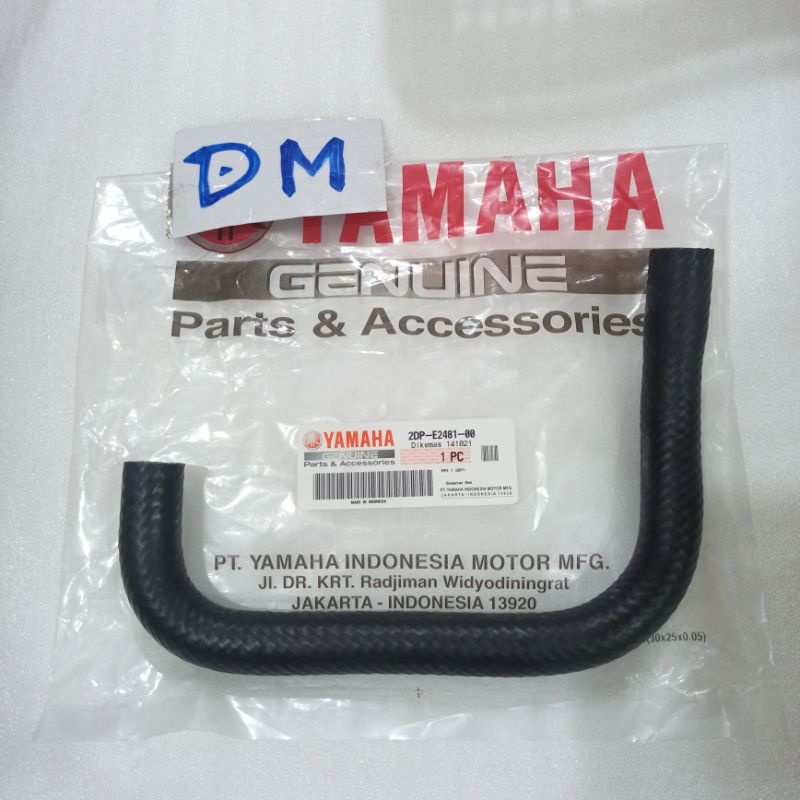 DM
YAMAHA
GENUINE
Parts & Accessories
YAMAHA
GENUINE
Parts & Accessories
MADE IN INDONESIA
2DP-E2481-00
Dikemas 141021
1 PC
PIPE 1
PT. YAMAHA INDONESIA MOTOR MFG.
JAKARTA - INDONESIA 13920
PT. YAMAHA INDONESIA MOTOR MFG.
Jl. DR. KRT. Radjiman Widyodiningrat
JAKARTA - INDONESIA 13920
(30x25x0.05)